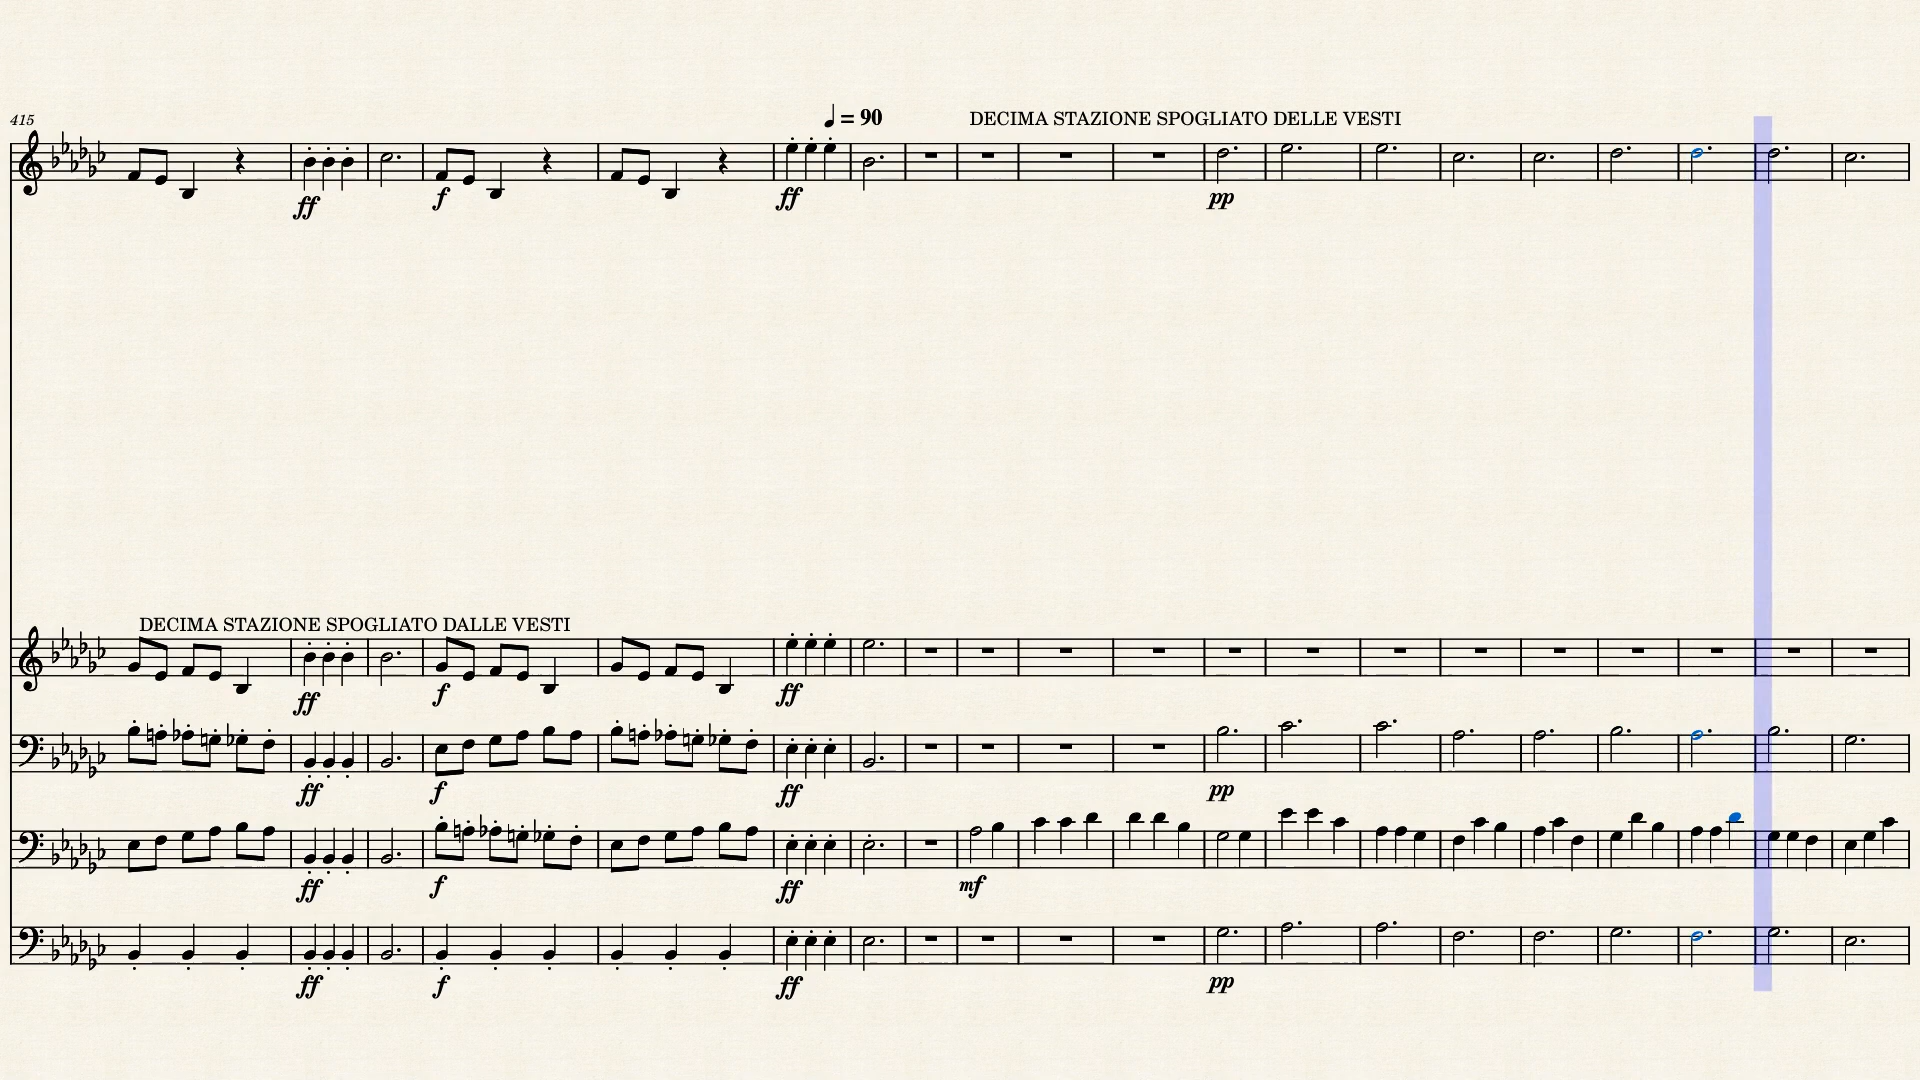 415
♩ = 90
DECIMA STAZIONE SPOGLIATO DELLE VESTI
ff
f
ff
pp
DECIMA STAZIONE SPOGLIATO DALLE VESTI
ff
f
ff
ff
f
ff
pp
ff
f
ff
mf
ff
f
ff
pp